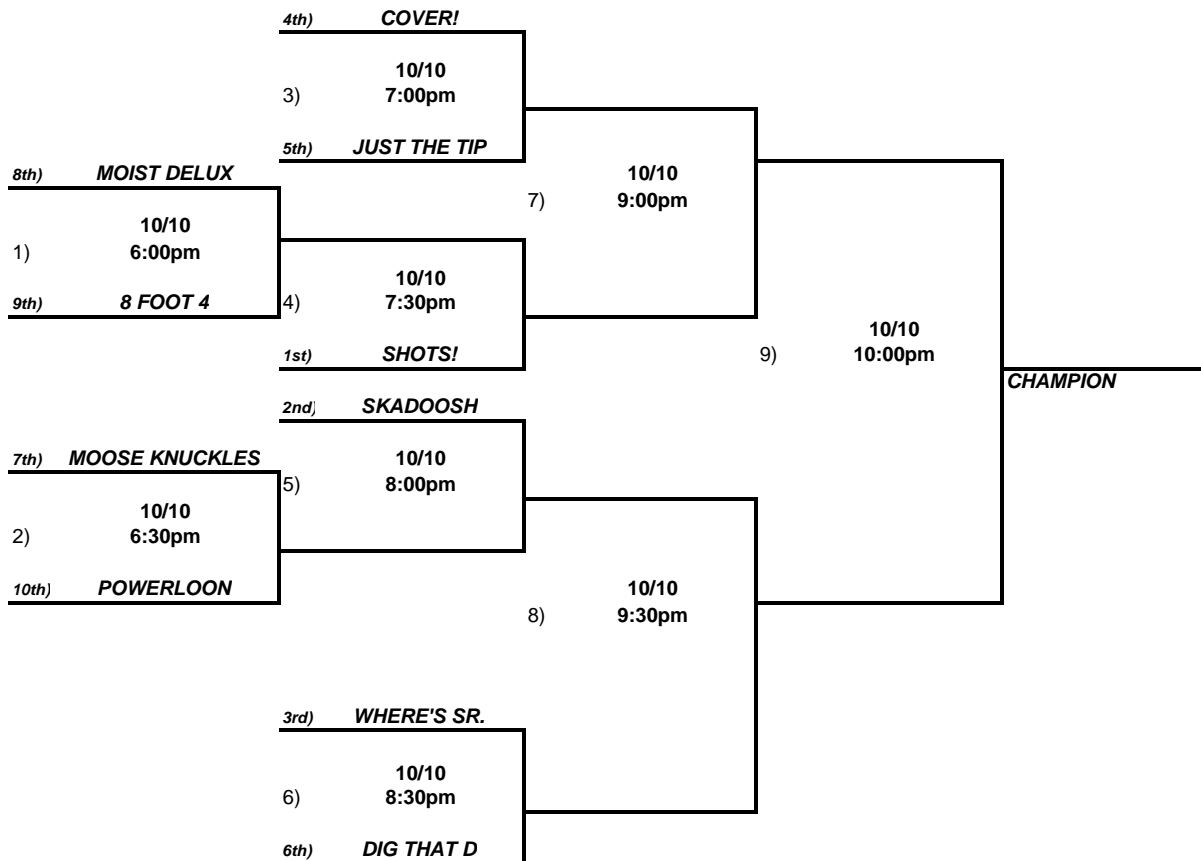 4th) COVER!
10/10
3) 7:00pm
5th) JUST THE TIP
8th) MOIST DELUX
10/10
7) 9:00pm
10/10
1) 6:00pm
10/10
4) 7:30pm
9th) 8 FOOT 4
10/10
9) 10:00pm
1st) SHOTS!
CHAMPION
2nd) SKADOOSH
7th) MOOSE KNUCKLES
10/10
5) 8:00pm
10/10
2) 6:30pm
10th) POWERLOON
10/10
8) 9:30pm
3rd) WHERE'S SR.
10/10
6) 8:30pm
6th) DIG THAT D